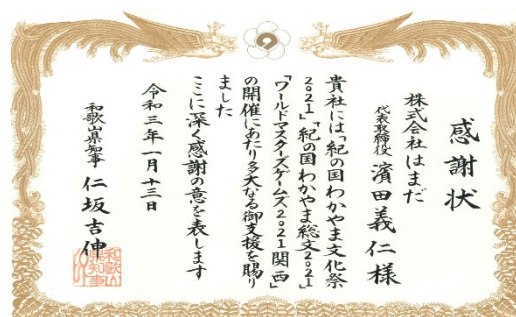 感謝状
株式会社はまだ
代表取締役 濱田義仁様
貴社には「紀の国わかやま文化祭
2021」「紀の国わかやま総文2021」
「ワールドマスターズゲームズ2021関西」
の開催にあたり多大なる御支援を賜り
ました
ここに深く感謝の意を表します
令和三年一月十三日
和歌山県知事 仁坂吉伸